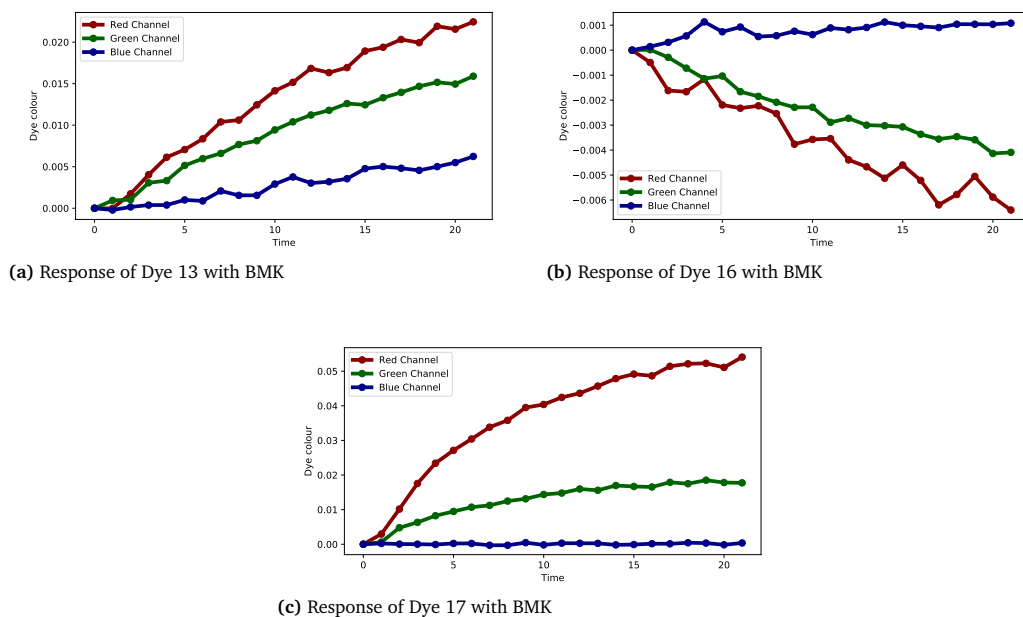 Red Channel
Green Channel
Blue Channel
Dye colour
0.020
0.015
0.010
0.005
0.000
0 5 10 15 20
Time
(a) Response of Dye 13 with BMK
0.001
0.000
−0.001
−0.002
−0.003
−0.004
−0.005
−0.006
Dye colour
Red Channel
Green Channel
Blue Channel
0 5 10 15 20
Time
(b) Response of Dye 16 with BMK
Red Channel
Green Channel
Blue Channel
Dye colour
0.05
0.04
0.03
0.02
0.01
0.00
0 5 10 15 20
Time
(c) Response of Dye 17 with BMK